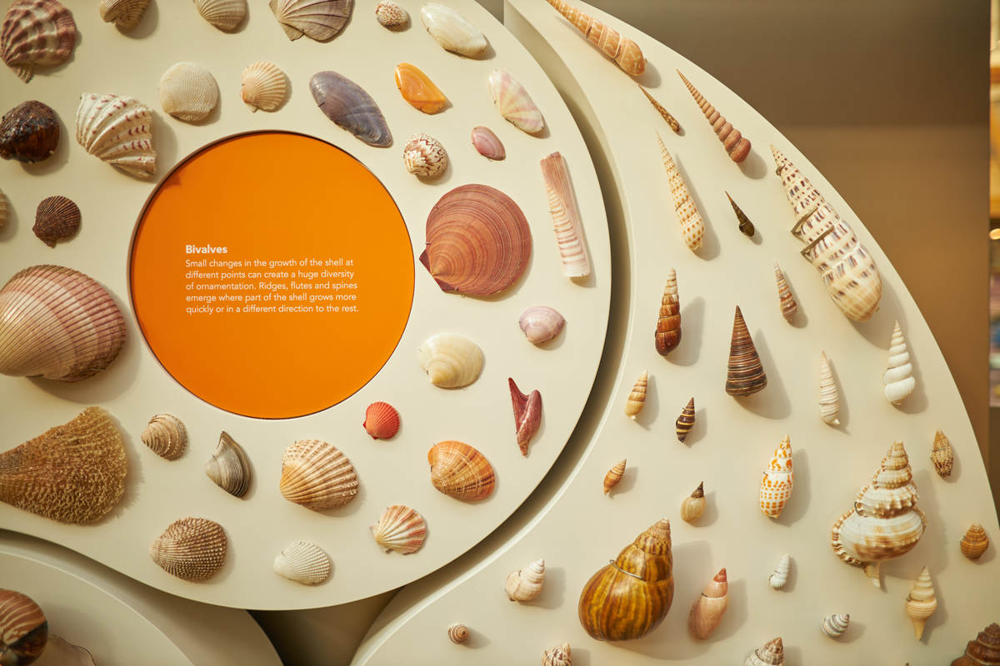 Bivalves
Small changes in the growth of the shell at
different points can create a huge diversity
of ornamentation. Ridges, flutes and spines
emerge where part of the shell grows more
quickly or in a different direction to the rest.